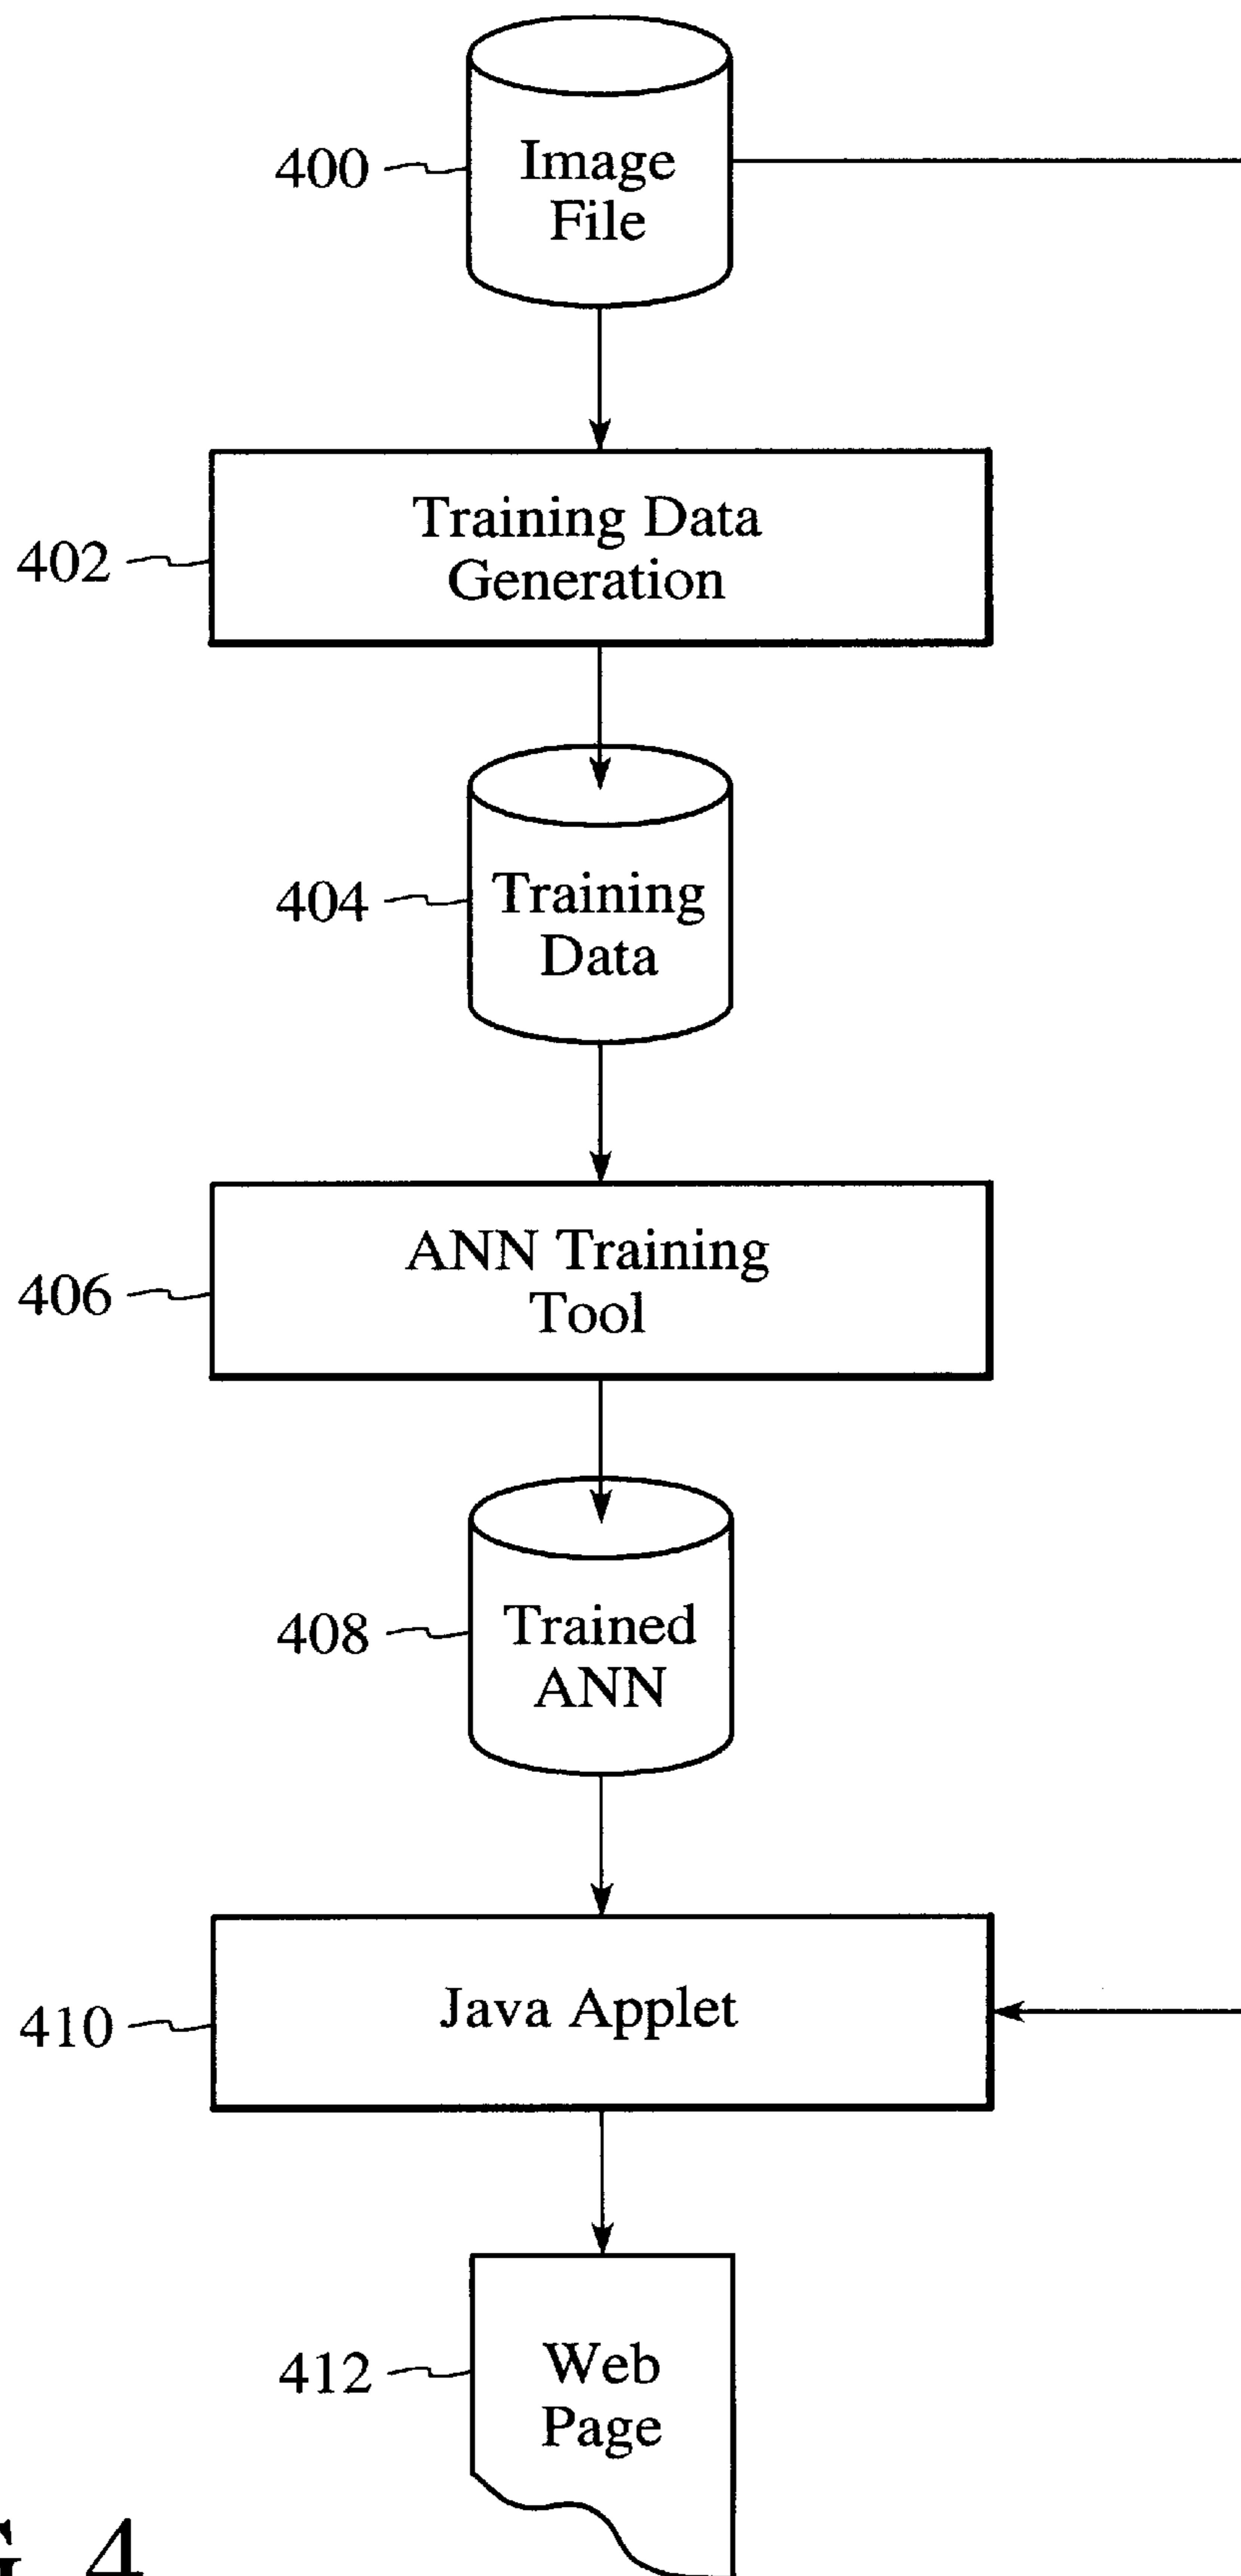 400
Image
File
402
Training Data
Generation
404
Training
Data
406
ANN Training
Tool
408
Trained
ANN
410
Java Applet
412
Web
Page
G. 4